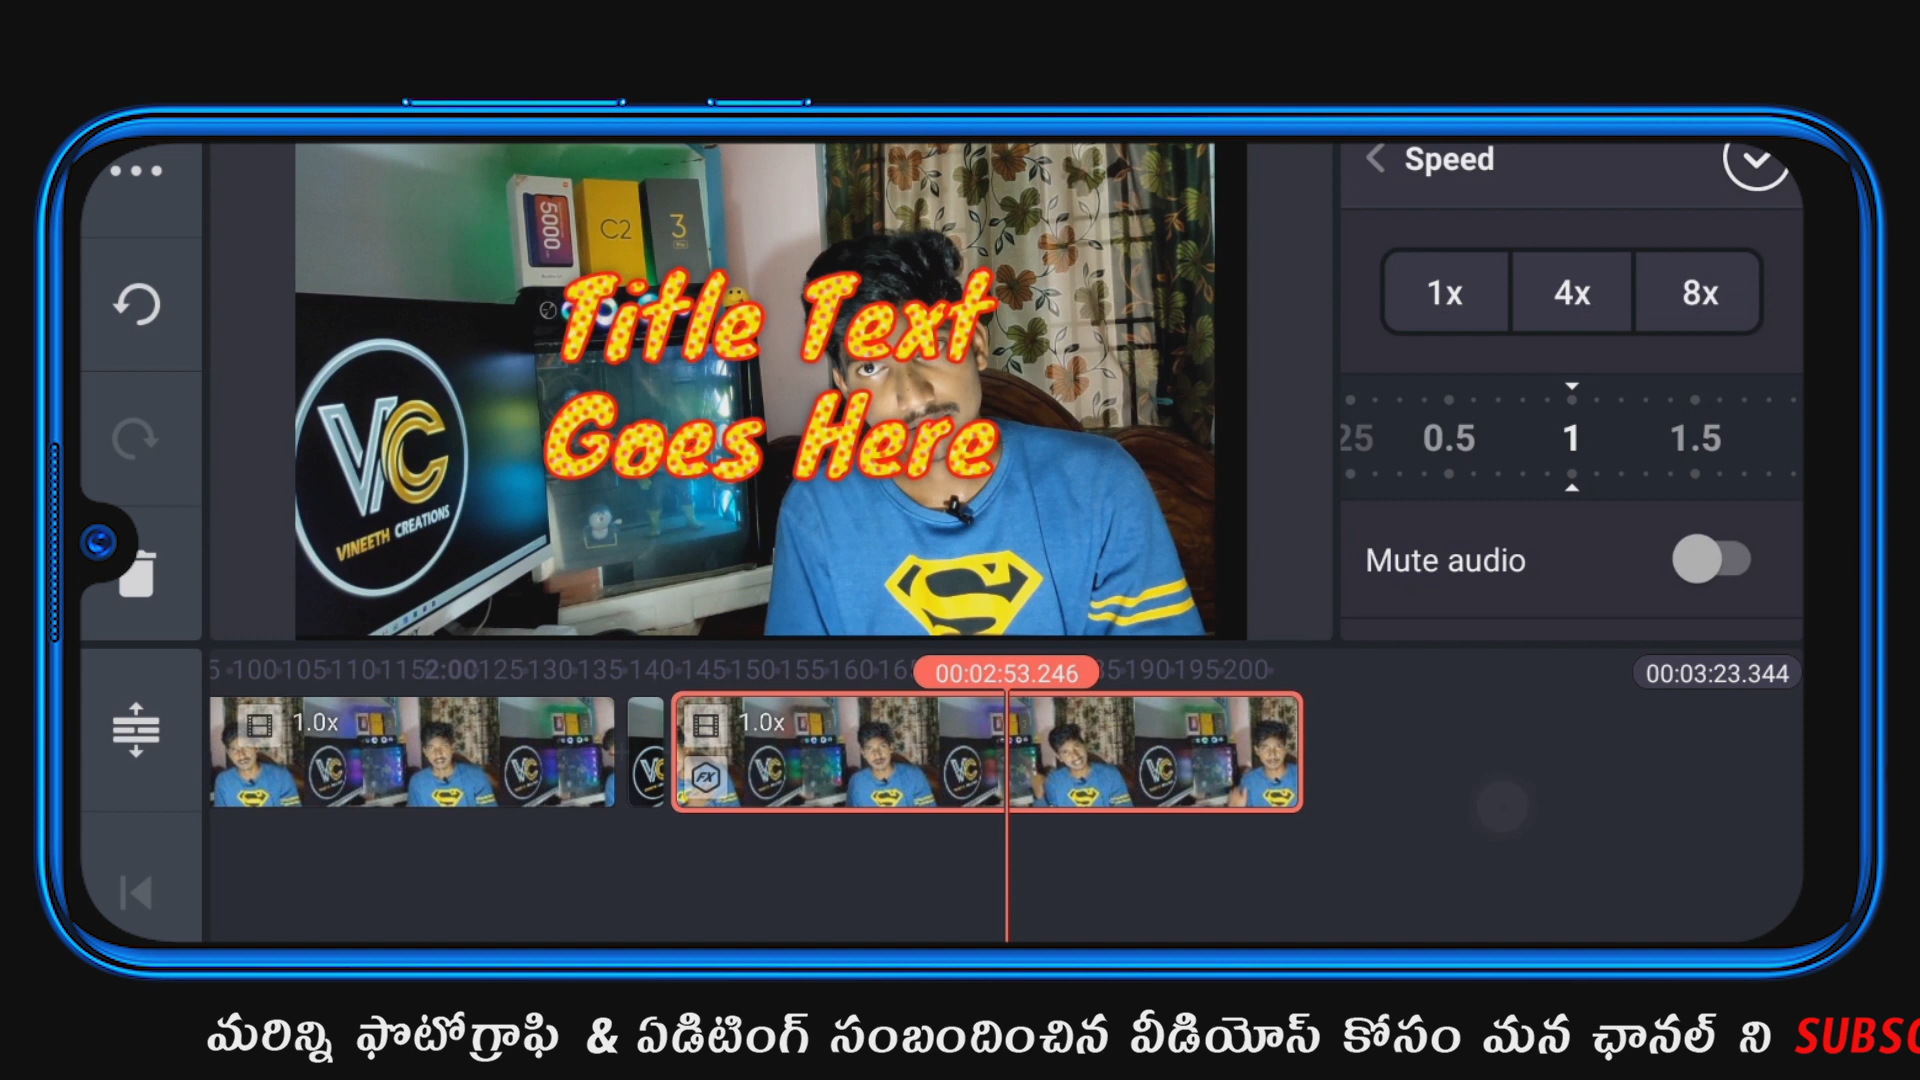 Speed
5000
C2
3
1x 4x 8x
Title Text
Goes Here
25 0.5 1 1.5
VC
VINEETH CREATIONS
Mute audio
5 100 105 110 115 2:00 125 130 135 140 145 150 155 160 16 00:02:53.246 85 190 195 200 00:03:23.344
1.0x 1.0x
FX
మరిన్ని ఫొటోగ్రాఫి & ఏడిటింగ్ సంబందించిన వీడియోస్ కోసం మన ఛానల్ ని SUBSC